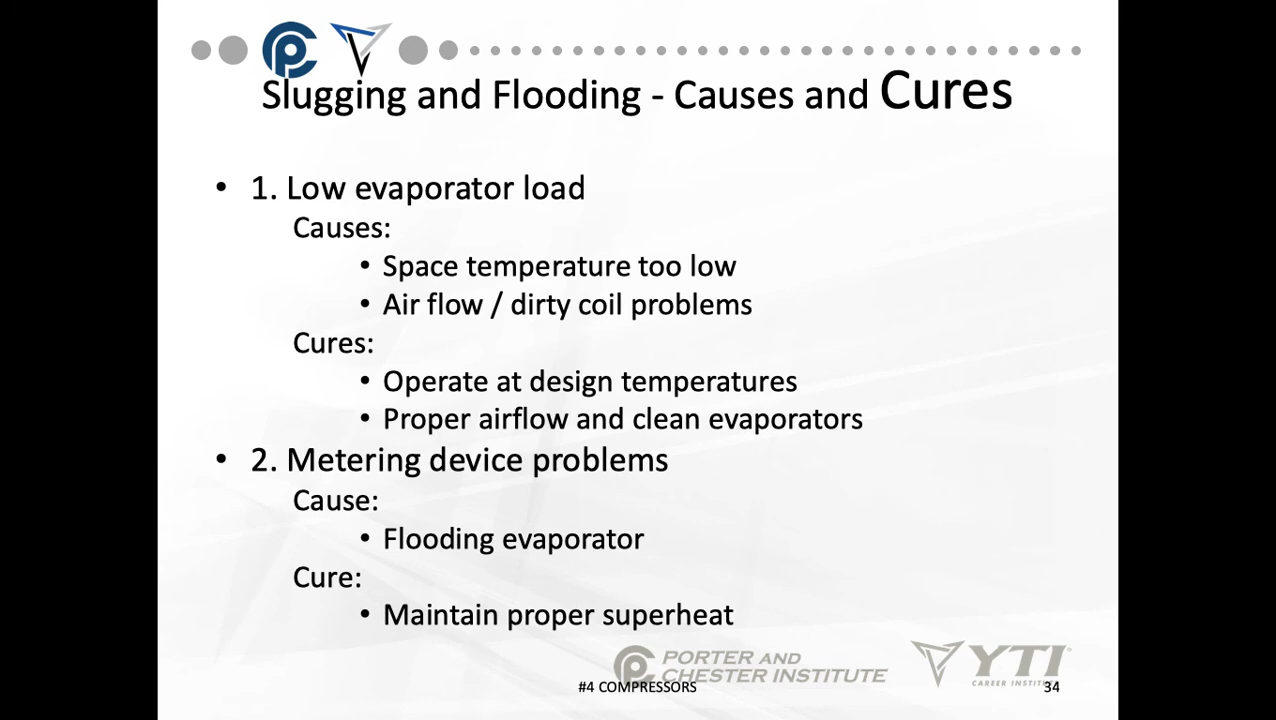 Slugging and Flooding - Causes and Cures
• 1. Low evaporator load
Causes:
• Space temperature too low
• Air flow / dirty coil problems
Cures:
• Operate at design temperatures
• Proper airflow and clean evaporators
• 2. Metering device problems
Cause:
• Flooding evaporator
Cure:
• Maintain proper superheat
PORTER AND
CHESTER INSTITUTE
YTI
#4 COMPRESSORS
34